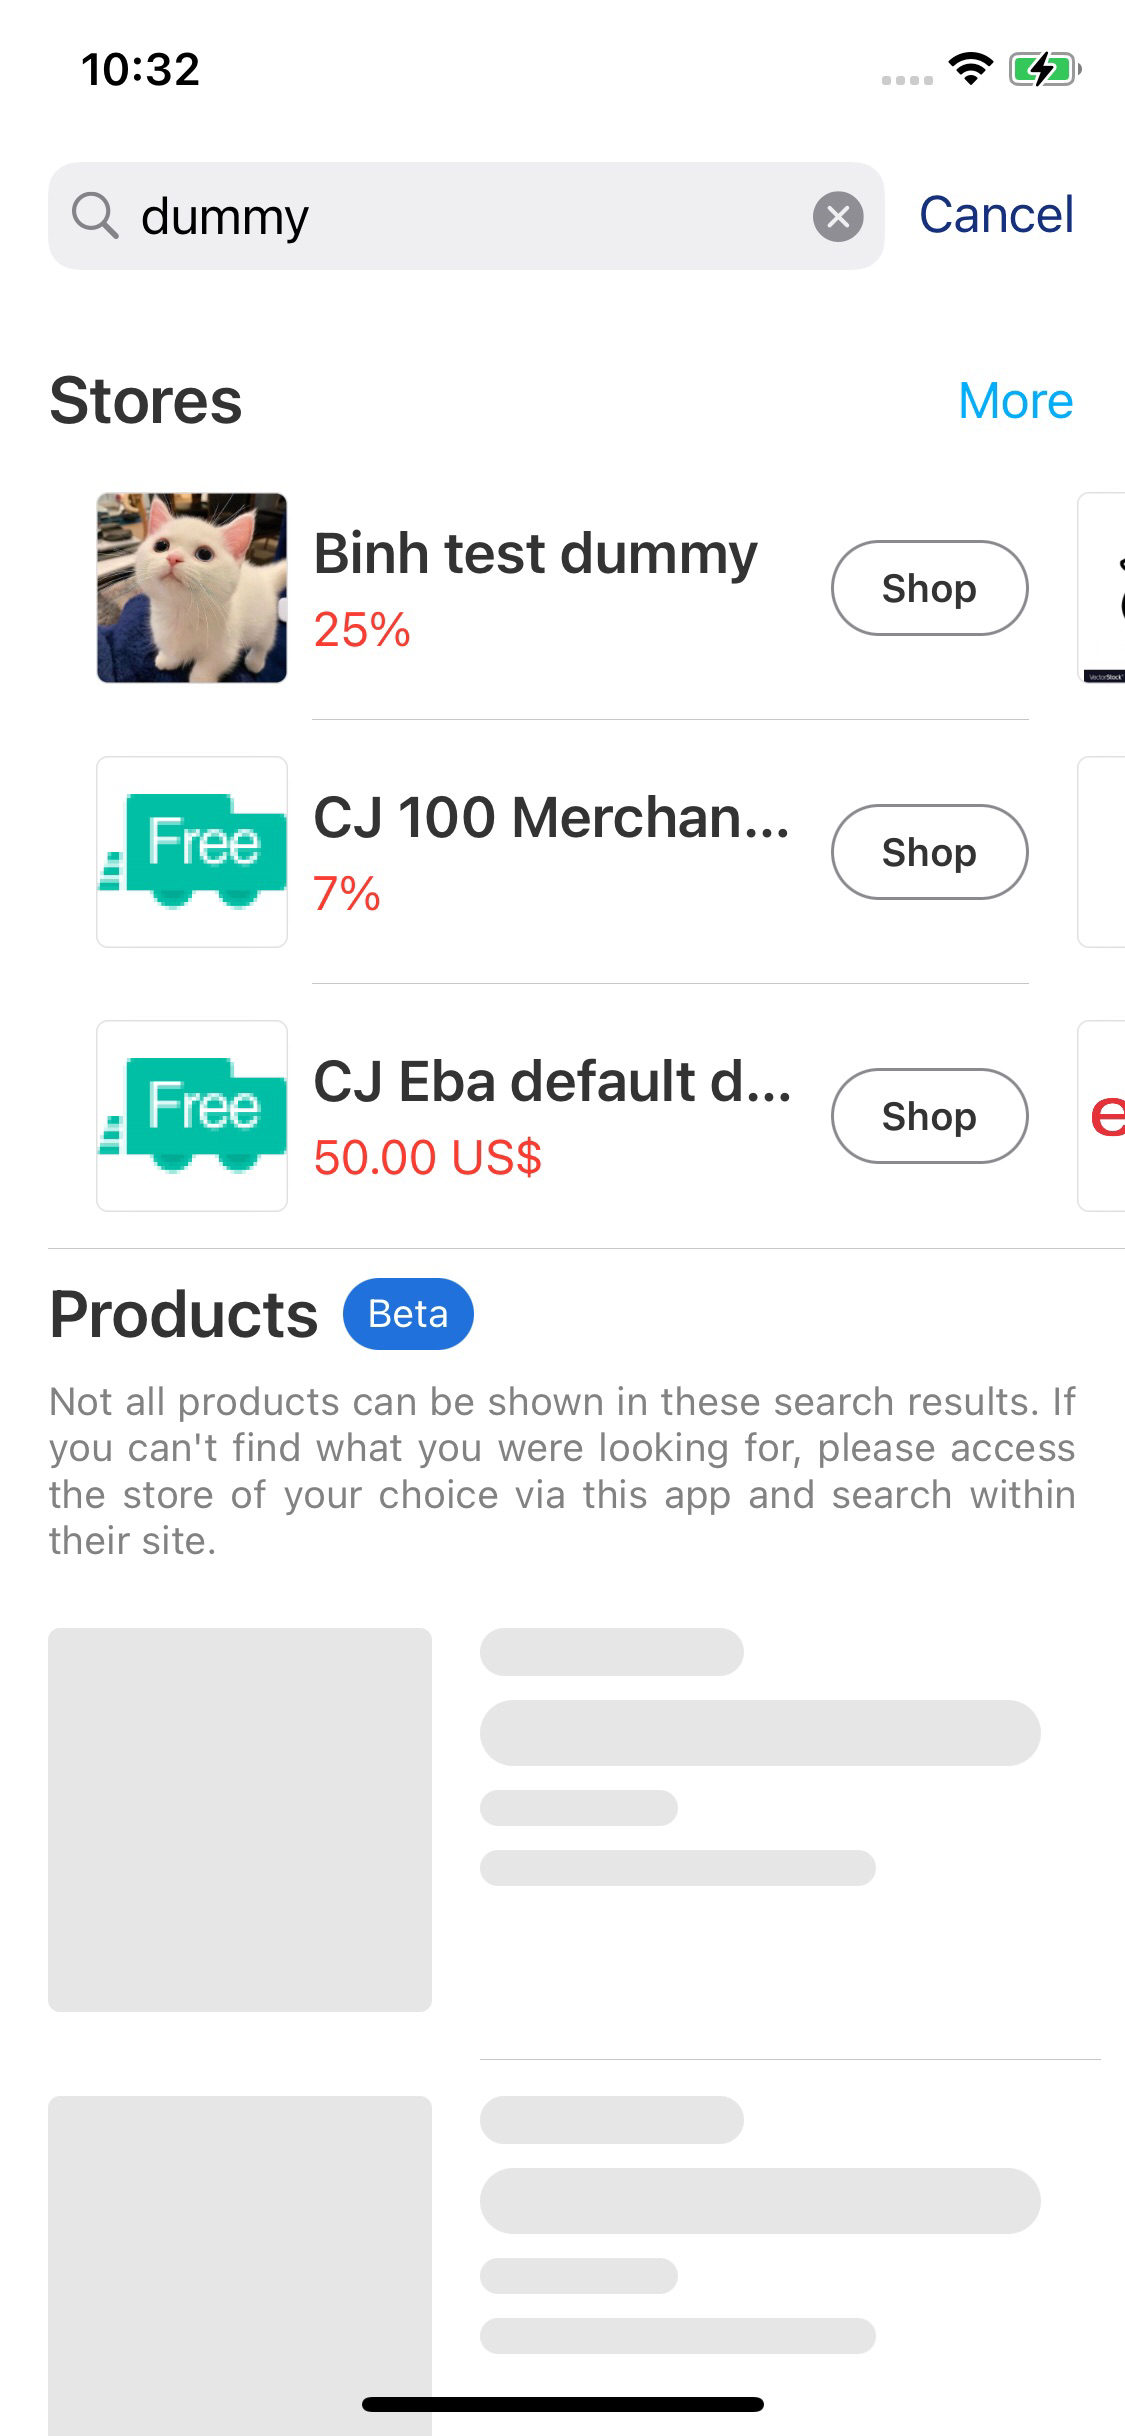 10:32
dummy
Cancel
Stores
More
Binh test dummy
25%
Shop
VectorStock
Free
CJ 100 Merchan...
7%
Shop
Free
CJ Eba default d...
50.00 US$
Shop
e
Products
Beta
Not all products can be shown in these search results. If
you can't find what you were looking for, please access
the store of your choice via this app and search within
their site.